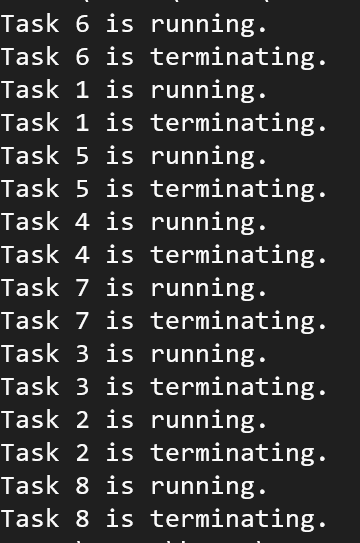 Task 6 is running.
Task 6 is terminating.
Task 1 is running.
Task 1 is terminating.
Task 5 is running.
Task 5 is terminating.
Task 4 is running.
Task 4 is terminating.
Task 7 is running.
Task 7 is terminating.
Task 3 is running.
Task 3 is terminating.
Task 2 is running.
Task 2 is terminating.
Task 8 is running.
Task 8 is terminating.